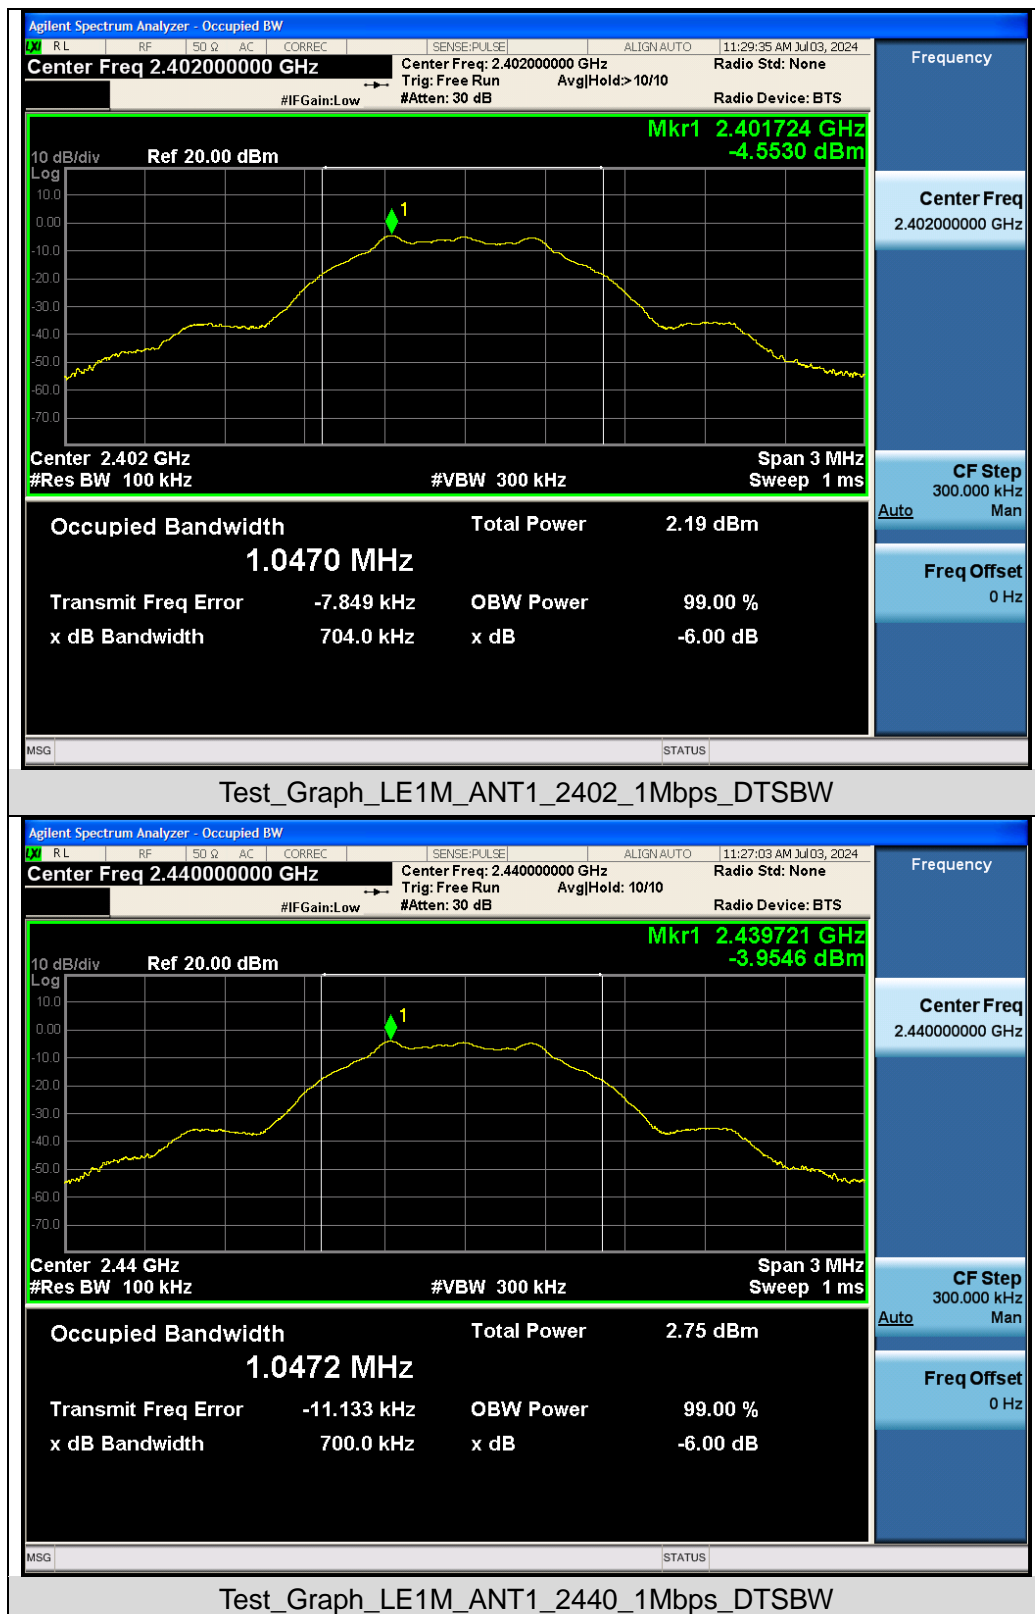 Agilent Spectrum Analyzer - Occupied BW
LXI RL RF 50 Ω AC CORREC SENSE:PULSE ALIGN AUTO 11:29:35 AM Jul 03, 2024
Center Freq 2.402000000 GHz
Center Freq: 2.402000000 GHz
Radio Std: None
Trig: Free Run Avg|Hold:> 10/10
#IFGain:Low #Atten: 30 dB Radio Device: BTS
Frequency
Mkr1 2.401724 GHz
-4.5530 dBm
10 dB/div Ref 20.00 dBm
Log
10.0
0.00
-10.0
-20.0
-30.0
-40.0
-50.0
-60.0
-70.0
1
Center 2.402 GHz Span 3 MHz
#Res BW 100 kHz #VBW 300 kHz Sweep 1 ms
Center Freq
2.402000000 GHz
CF Step
300.000 kHz
Auto Man
Freq Offset
0 Hz
Occupied Bandwidth Total Power 2.19 dBm
1.0470 MHz
Transmit Freq Error -7.849 kHz OBW Power 99.00 %
x dB Bandwidth 704.0 kHz x dB -6.00 dB
MSG STATUS
Test_Graph_LE1M_ANT1_2402_1Mbps_DTSBW
Agilent Spectrum Analyzer - Occupied BW
LXI RL RF 50 Ω AC CORREC SENSE:PULSE ALIGN AUTO 11:27:03 AM Jul 03, 2024
Center Freq 2.440000000 GHz
Center Freq: 2.440000000 GHz
Radio Std: None
Trig: Free Run Avg|Hold: 10/10
#IFGain:Low #Atten: 30 dB Radio Device: BTS
Frequency
Mkr1 2.439721 GHz
-3.9546 dBm
10 dB/div Ref 20.00 dBm
Log
10.0
0.00
-10.0
-20.0
-30.0
-40.0
-50.0
-60.0
-70.0
1
Center 2.44 GHz Span 3 MHz
#Res BW 100 kHz #VBW 300 kHz Sweep 1 ms
Center Freq
2.440000000 GHz
CF Step
300.000 kHz
Auto Man
Freq Offset
0 Hz
Occupied Bandwidth Total Power 2.75 dBm
1.0472 MHz
Transmit Freq Error -11.133 kHz OBW Power 99.00 %
x dB Bandwidth 700.0 kHz x dB -6.00 dB
MSG STATUS
Test_Graph_LE1M_ANT1_2440_1Mbps_DTSBW